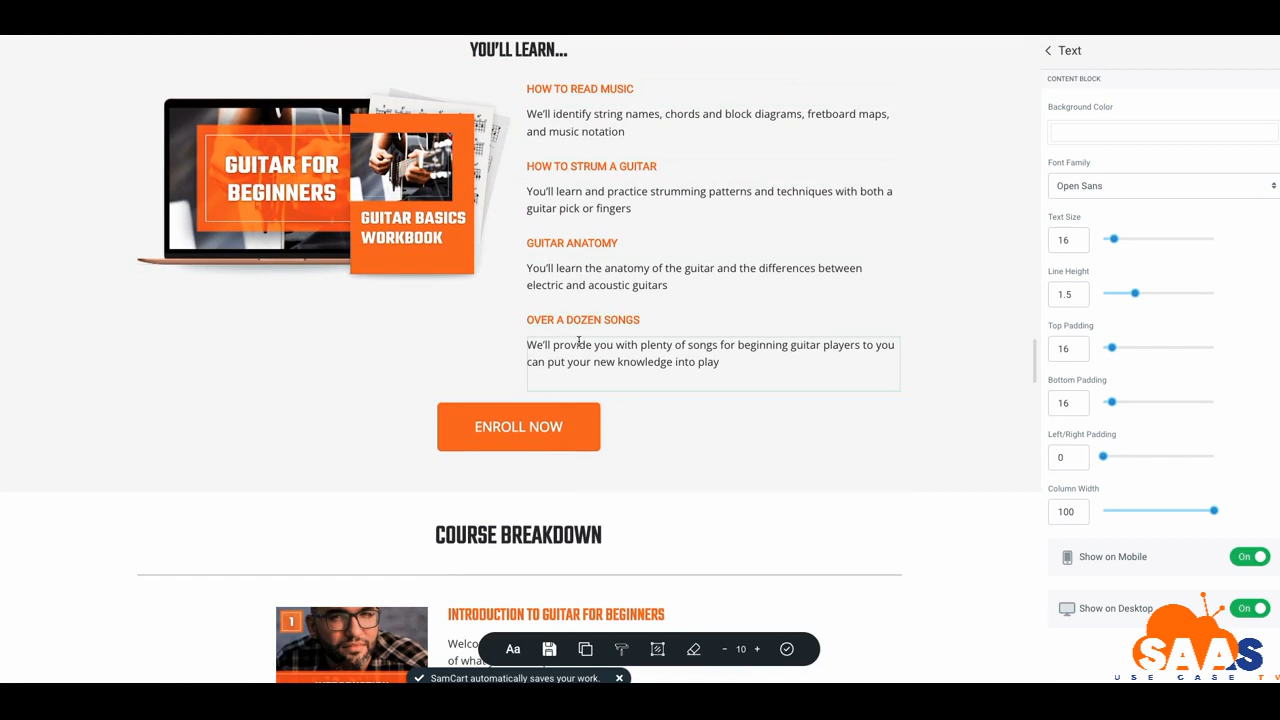 YOU'LL LEARN...
HOW TO READ MUSIC
We'll identify string names, chords and block diagrams, fretboard maps,
and music notation
HOW TO STRUM A GUITAR
You'll learn and practice strumming patterns and techniques with both a
guitar pick or fingers
GUITAR ANATOMY
You'll learn the anatomy of the guitar and the differences between
electric and acoustic guitars
OVER A DOZEN SONGS
We'll provide you with plenty of songs for beginning guitar players to you
can put your new knowledge into play
GUITAR FOR
BEGINNERS
GUITAR BASICS
WORKBOOK
ENROLL NOW
COURSE BREAKDOWN
1
INTRODUCTION TO GUITAR FOR BEGINNERS
of what
Aa
− 10 +
SamCart automatically saves your work.
Text
CONTENT BLOCK
Background Color
Font Family
Open Sans
Text Size
16
Line Height
1.5
Top Padding
16
Bottom Padding
16
Left/Right Padding
0
Column Width
100
Show on Mobile
On
Show on Desktop
On
SAAS
USE CASE TV